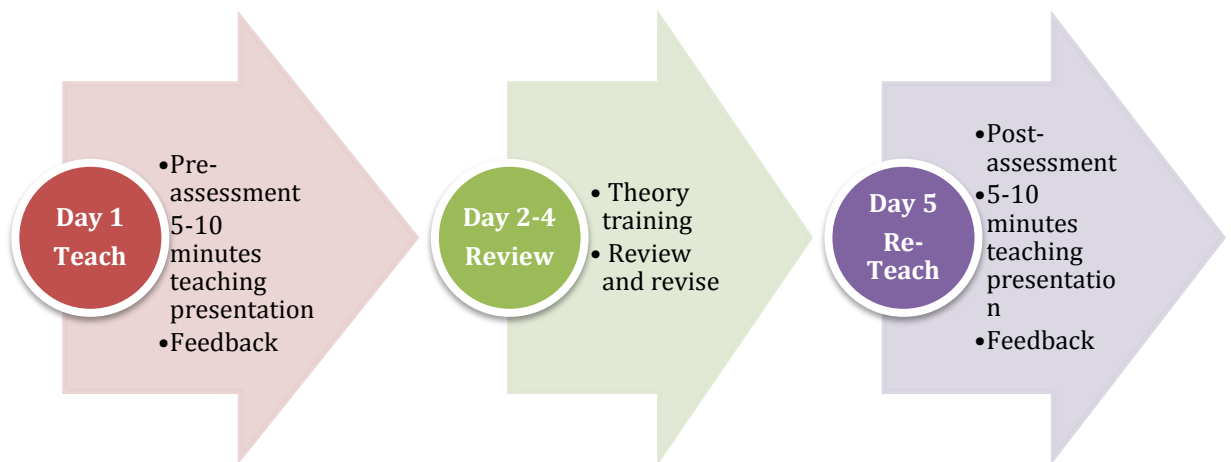 Day 1
Teach
•Pre-
assessment
5-10
minutes
teaching
presentation
•Feedback
Day 2-4
Review
• Theory
training
• Review
and revise
Day 5
Re-
Teach
•Post-
assessment
•5-10
minutes
teaching
presentatio
n
•Feedback